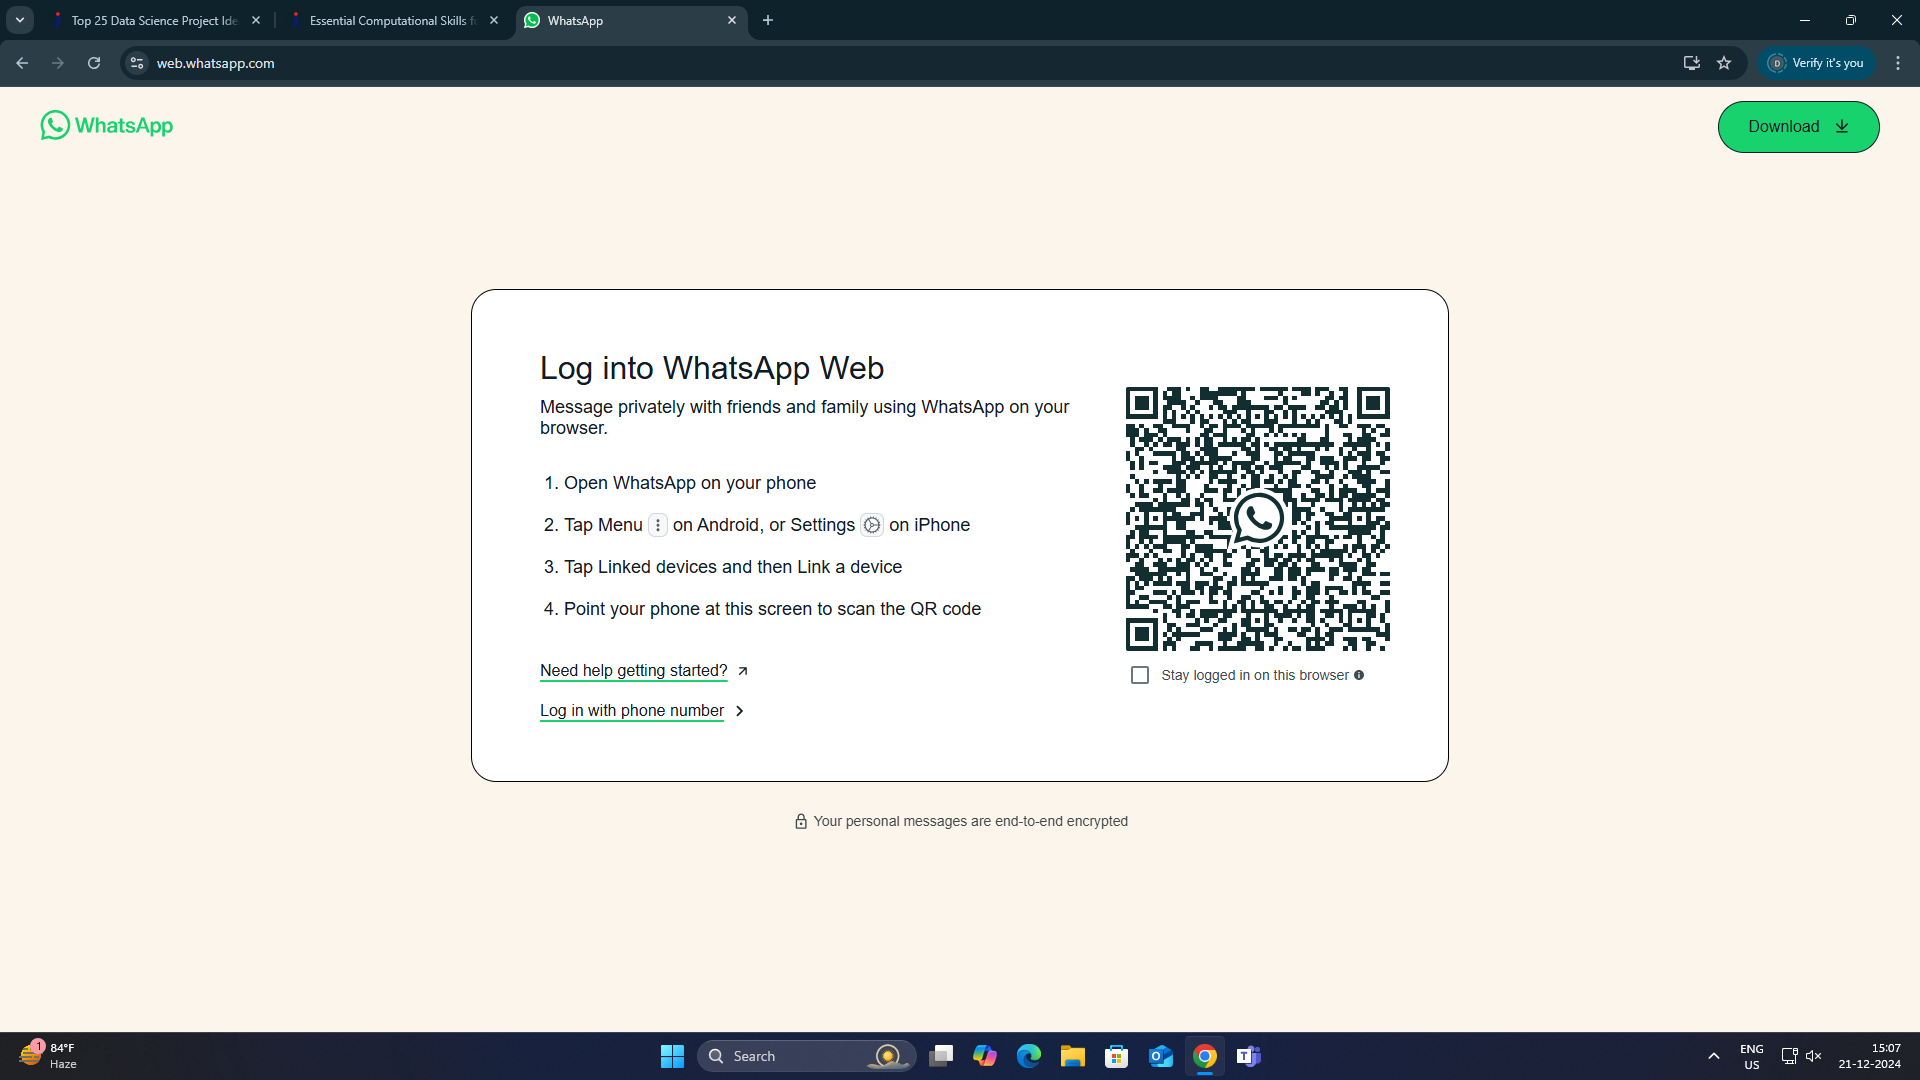 Top 25 Data Science Project Ide
Essential Computational Skills f
WhatsApp
web.whatsapp.com
D
Verify it's you
WhatsApp
Download
Log into WhatsApp Web
Message privately with friends and family using WhatsApp on your
browser.
1. Open WhatsApp on your phone
2. Tap Menu on Android, or Settings on iPhone
3. Tap Linked devices and then Link a device
4. Point your phone at this screen to scan the QR code
Need help getting started?
Log in with phone number
Stay logged in on this browser
Your personal messages are end-to-end encrypted
1
84°F
Haze
Search
ENG
US
15:07
21-12-2024